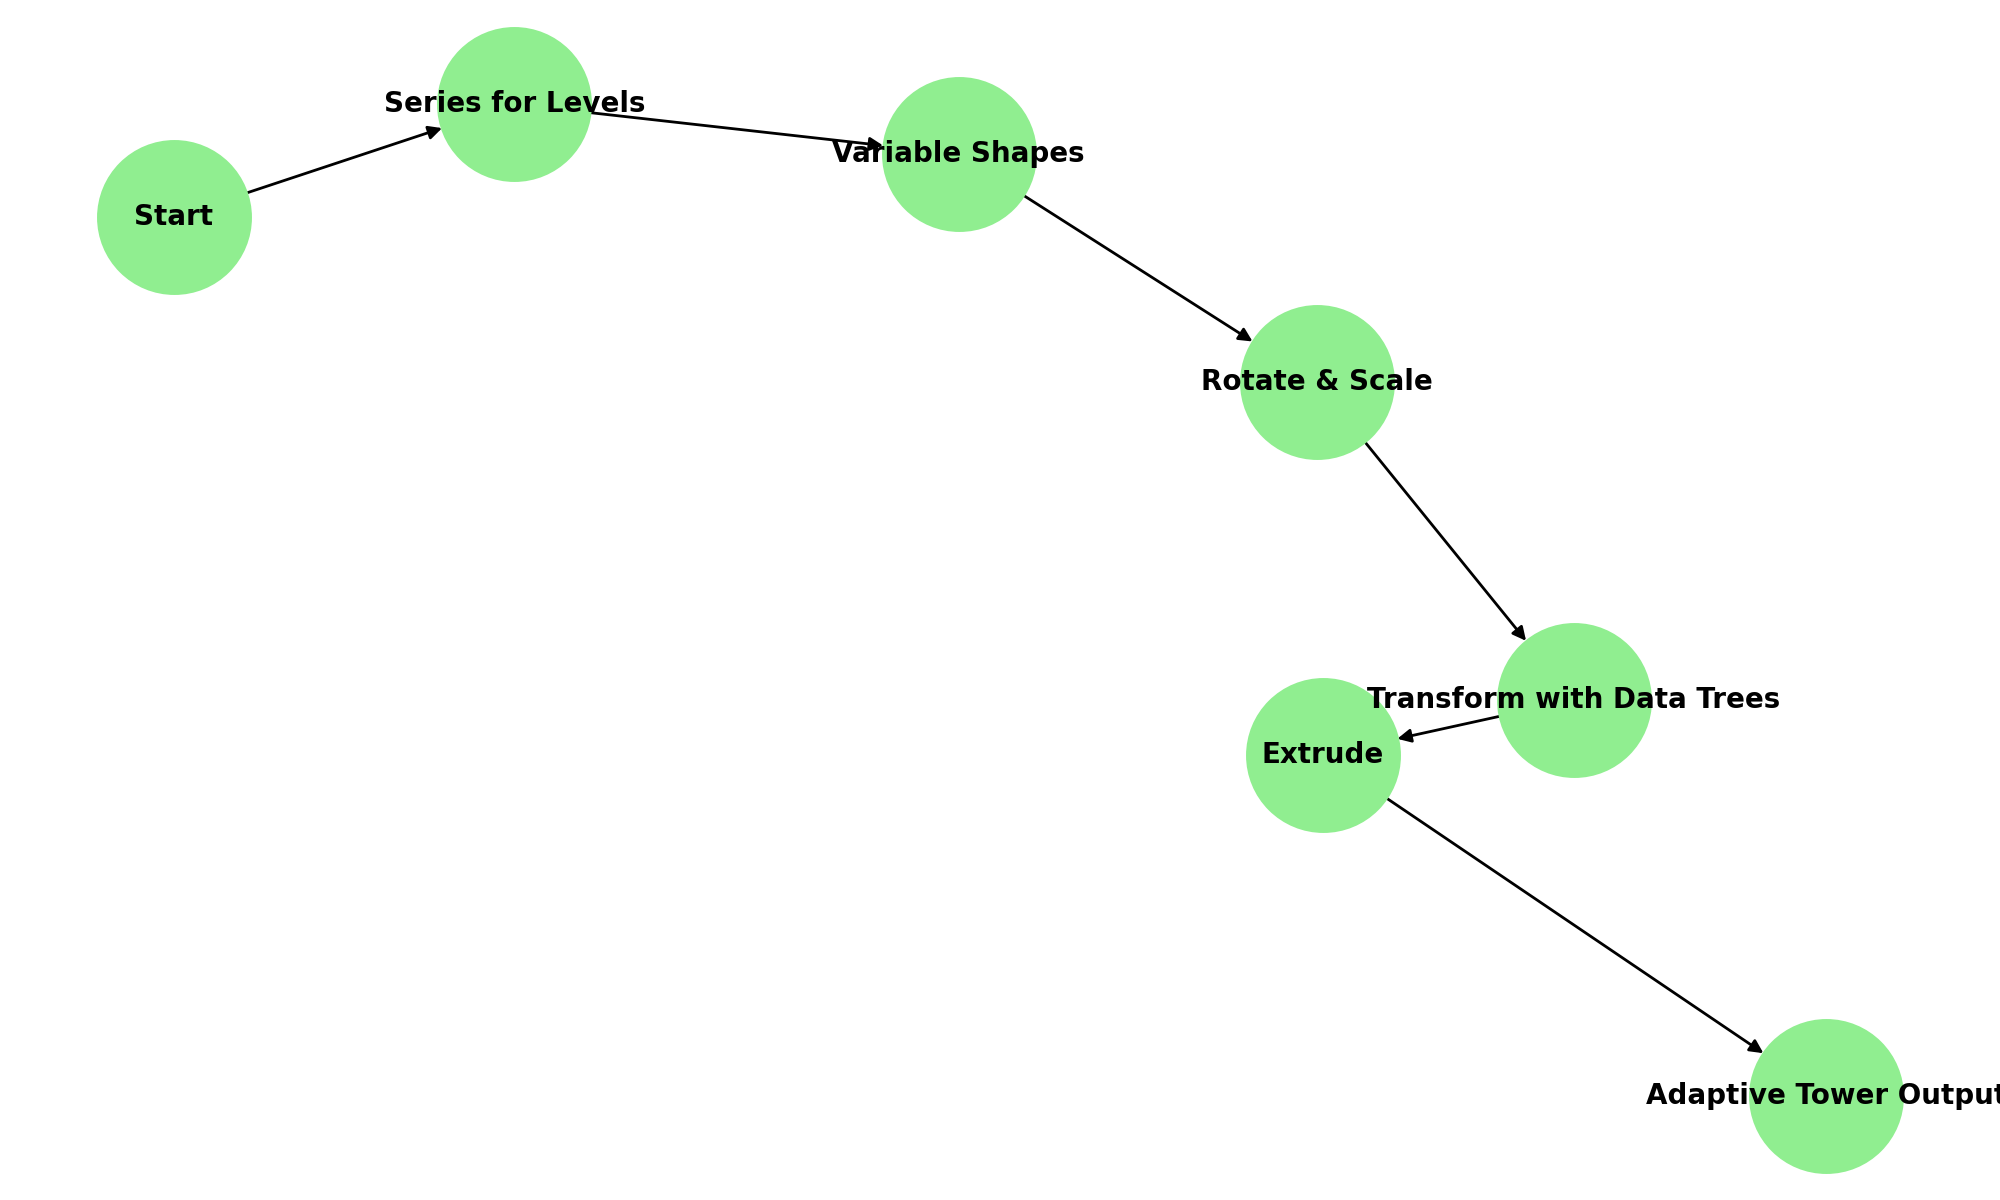 Start
Series for Levels
Variable Shapes
Rotate & Scale
Transform with Data Trees
Extrude
Adaptive Tower Output